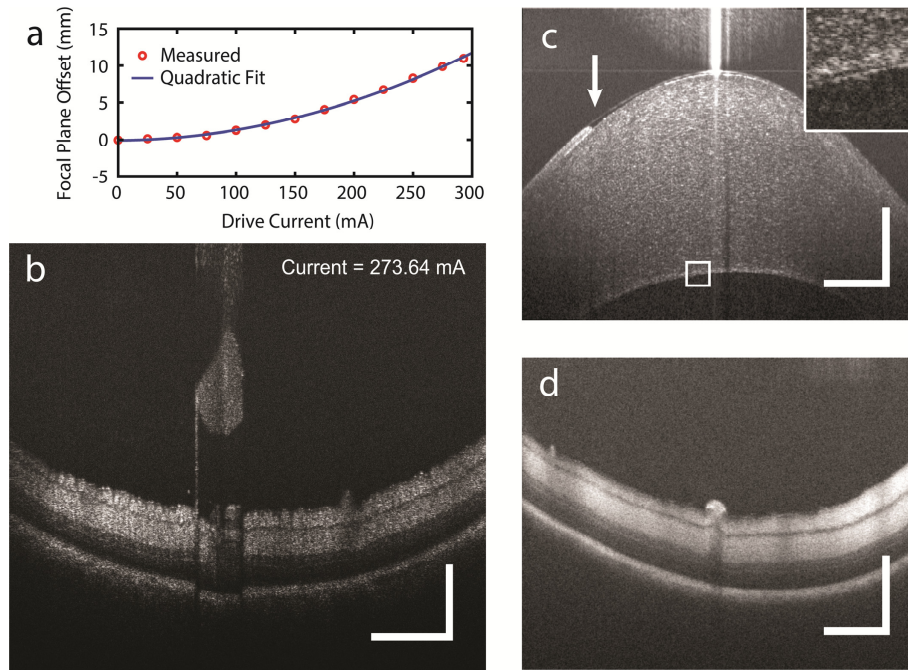 a
Focal Plane Offset (mm)
15
10
5
0
-5
Measured
Quadratic Fit
0 50 100 150 200 250 300
Drive Current (mA)
b
Current = 273.64 mA
c
d